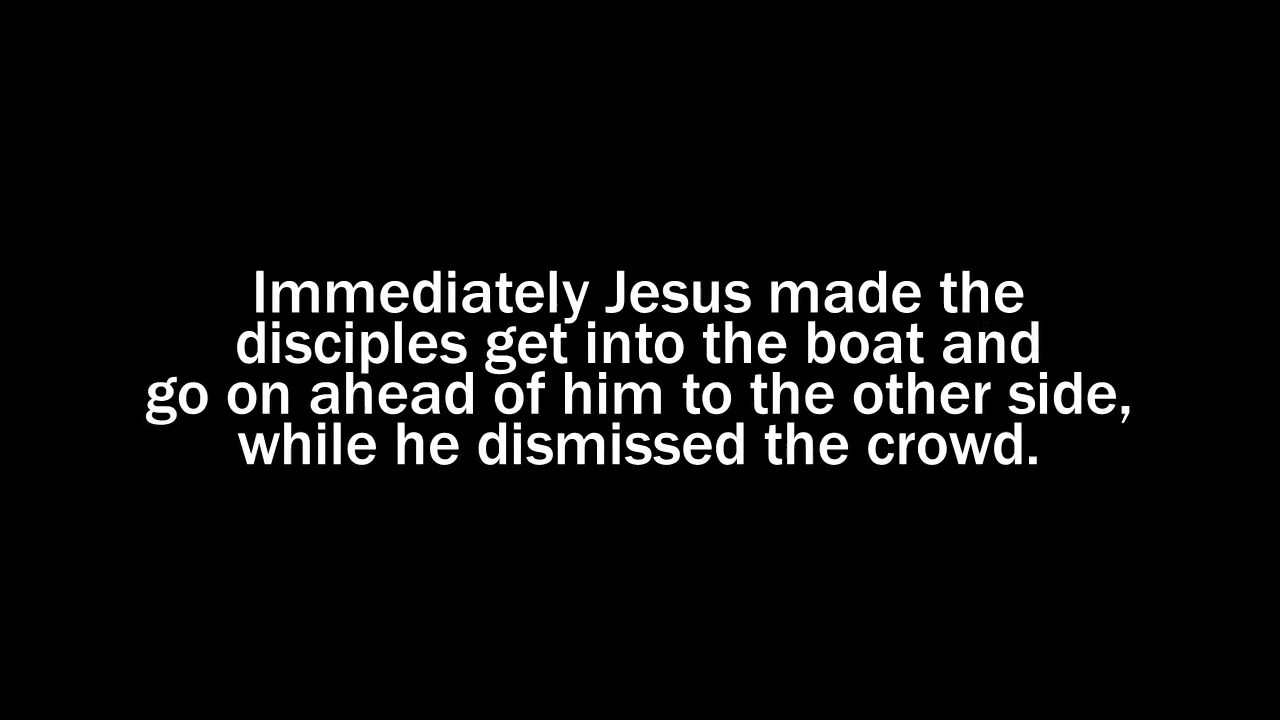 Immediately Jesus made the
disciples get into the boat and
go on ahead of him to the other side,
while he dismissed the crowd.